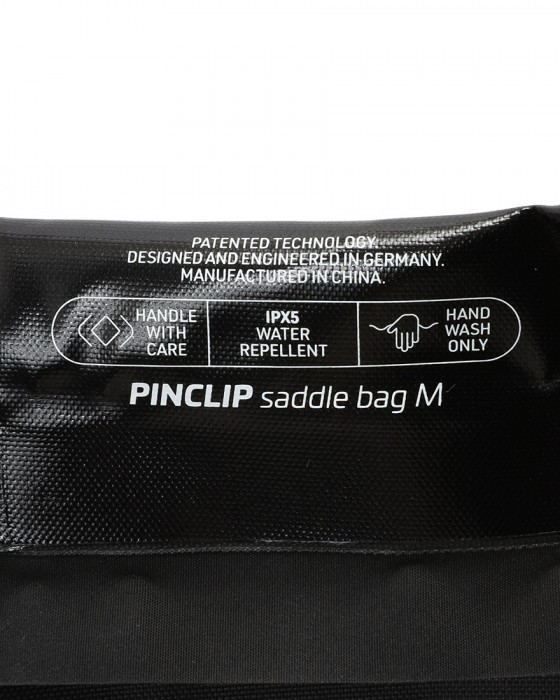 PATENTED TECHNOLOGY.
DESIGNED AND ENGINEERED IN GERMANY.
MANUFACTURED IN CHINA.
HANDLE
WITH
CARE
IPX5
WATER
REPELLENT
HAND
WASH
ONLY
PINCLIP saddle bag M